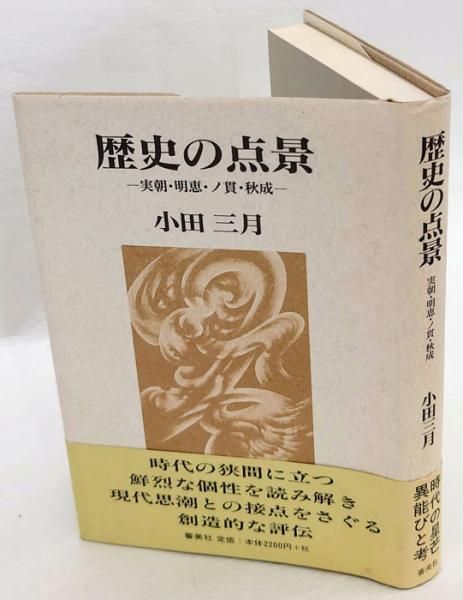 歴史の点景
―実朝・明恵・ノ貫・秋成―
小田 三月
時代の狭間に立つ
鮮烈な個性を読み解き
現代思潮との接点をさぐる
創造的な評伝
審美社 定価:本体2200円+税
歴史の点景
実朝・明恵・ノ貫・秋成
小田三月
時代の星芒
異能びと考
審美社